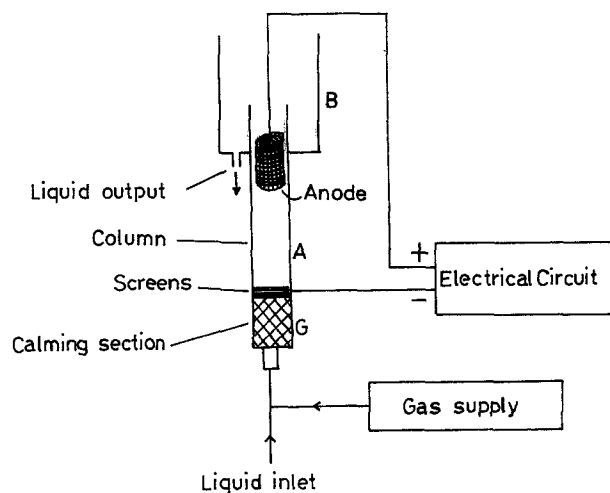 B
Liquid output
Anode
Column
A
+
Screens
Electrical Circuit
−
Calming section
G
Gas supply
Liquid inlet